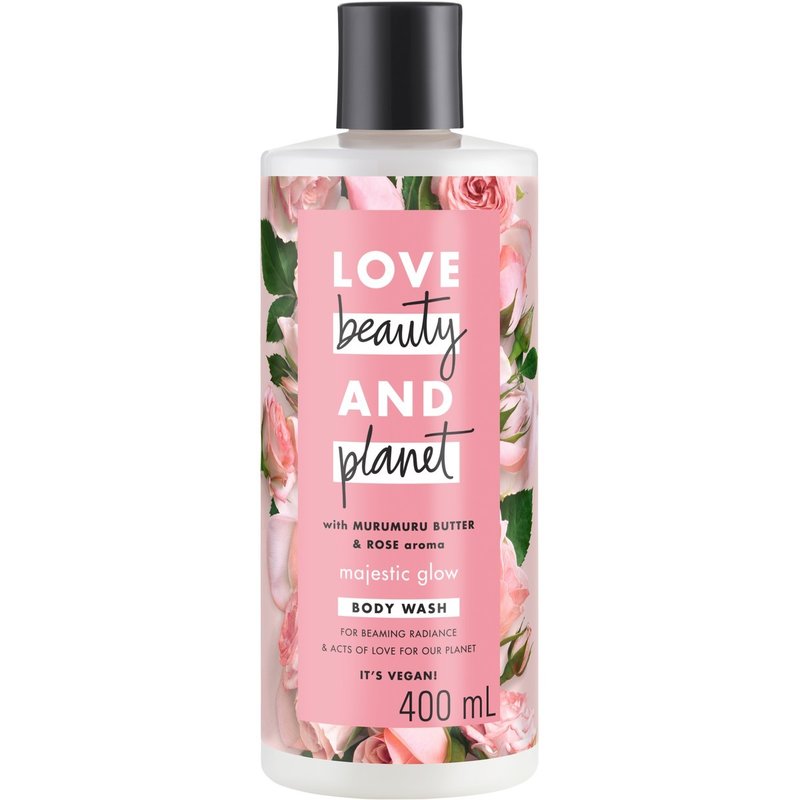 LOVE
beauty
AND
planet
with MURUMURU BUTTER
& ROSE aroma
majestic glow
BODY WASH
FOR BEAMING RADIANCE
& ACTS OF LOVE FOR OUR PLANET
IT'S VEGAN!
400 mL